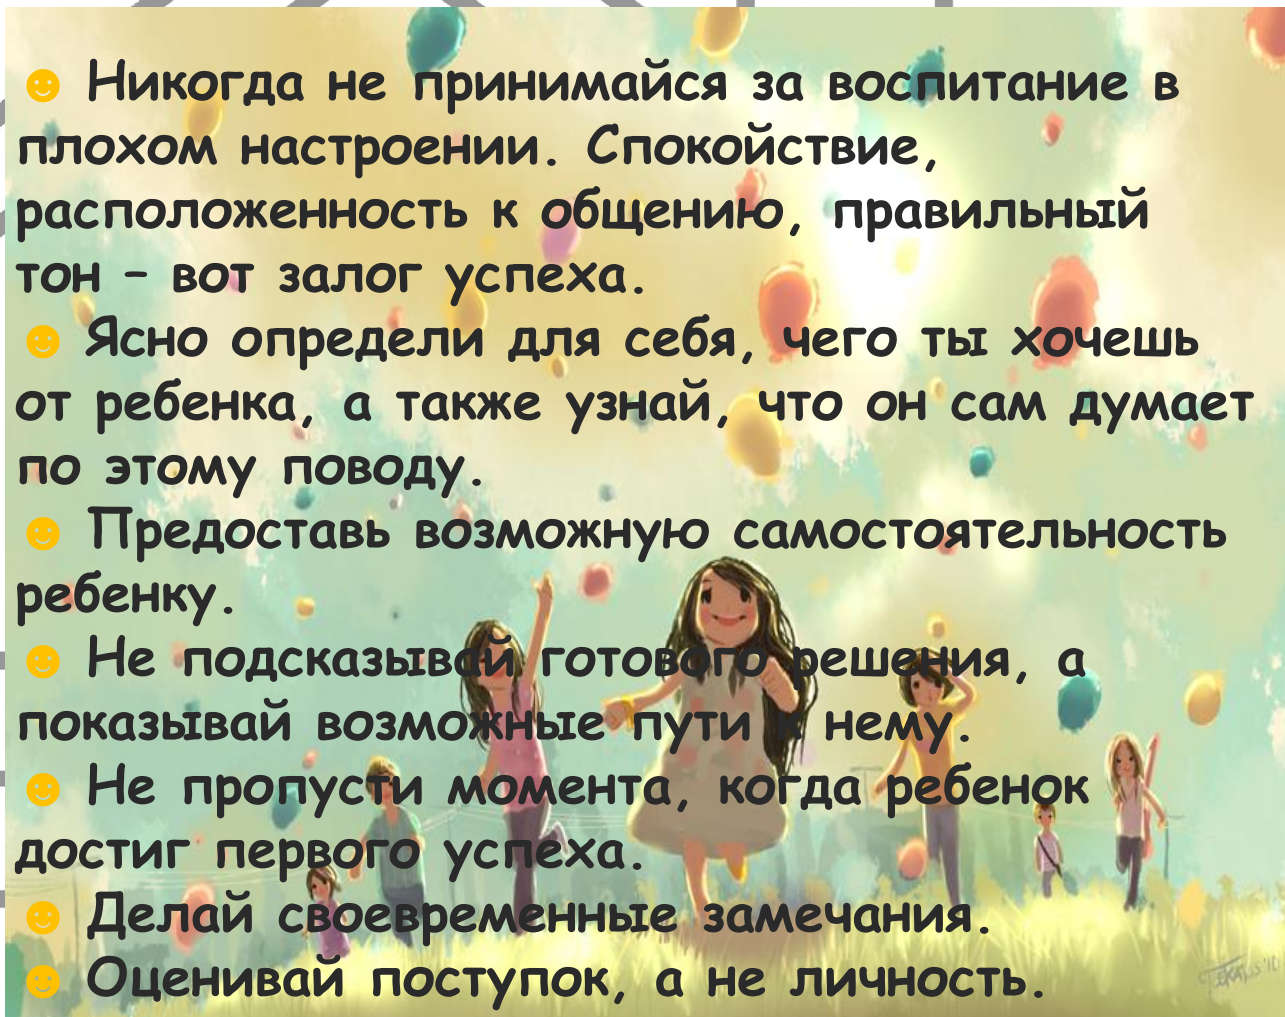 ☻ Никогда не принимайся за воспитание в
плохом настроении. Спокойствие,
расположенность к общению, правильный
тон – вот залог успеха.
☻ Ясно определи для себя, чего ты хочешь
от ребенка, а также узнай, что он сам думает
по этому поводу.
☻ Предоставь возможную самостоятельность
ребенку.
☻ Не подсказывай готового решения, а
показывай возможные пути к нему.
☻ Не пропусти момента, когда ребенок
достиг первого успеха.
☻ Делай своевременные замечания.
☻ Оценивай поступок, а не личность.